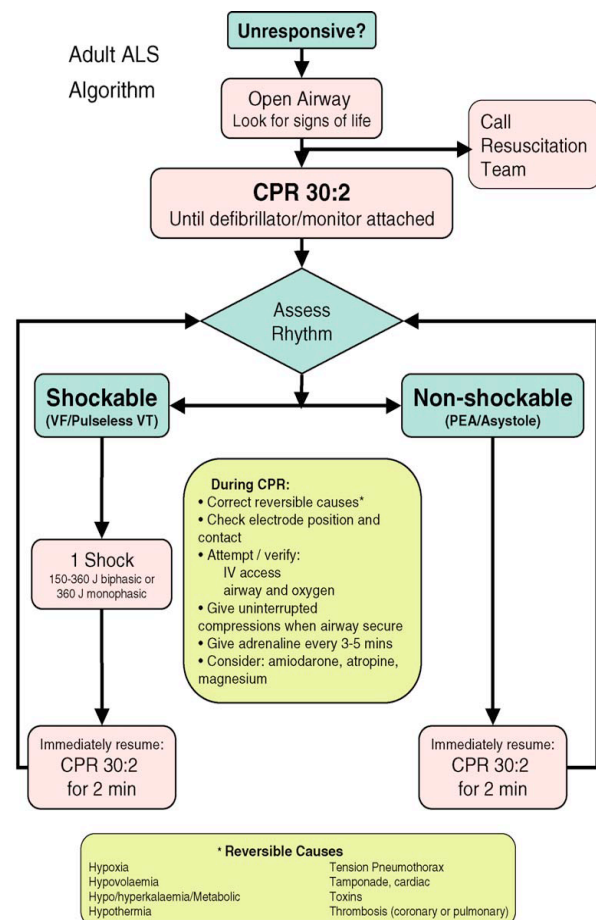 Adult ALS
Algorithm
Unresponsive?
Open Airway
Look for signs of life
Call
Resuscitation
Team
CPR 30:2
Until defibrillator/monitor attached
Assess
Rhythm
Shockable
(VF/Pulseless VT)
Non-shockable
(PEA/Asystole)
1 Shock
150-360 J biphasic or
360 J monophasic
During CPR:
• Correct reversible causes*
• Check electrode position and
contact
• Attempt / verify:
IV access
airway and oxygen
• Give uninterrupted
compressions when airway secure
• Give adrenaline every 3-5 mins
• Consider: amiodarone, atropine,
magnesium
Immediately resume:
CPR 30:2
for 2 min
Immediately resume:
CPR 30:2
for 2 min
* Reversible Causes
Hypoxia
Hypovolaemia
Hypo/hyperkalaemia/Metabolic
Hypothermia
Tension Pneumothorax
Tamponade, cardiac
Toxins
Thrombosis (coronary or pulmonary)